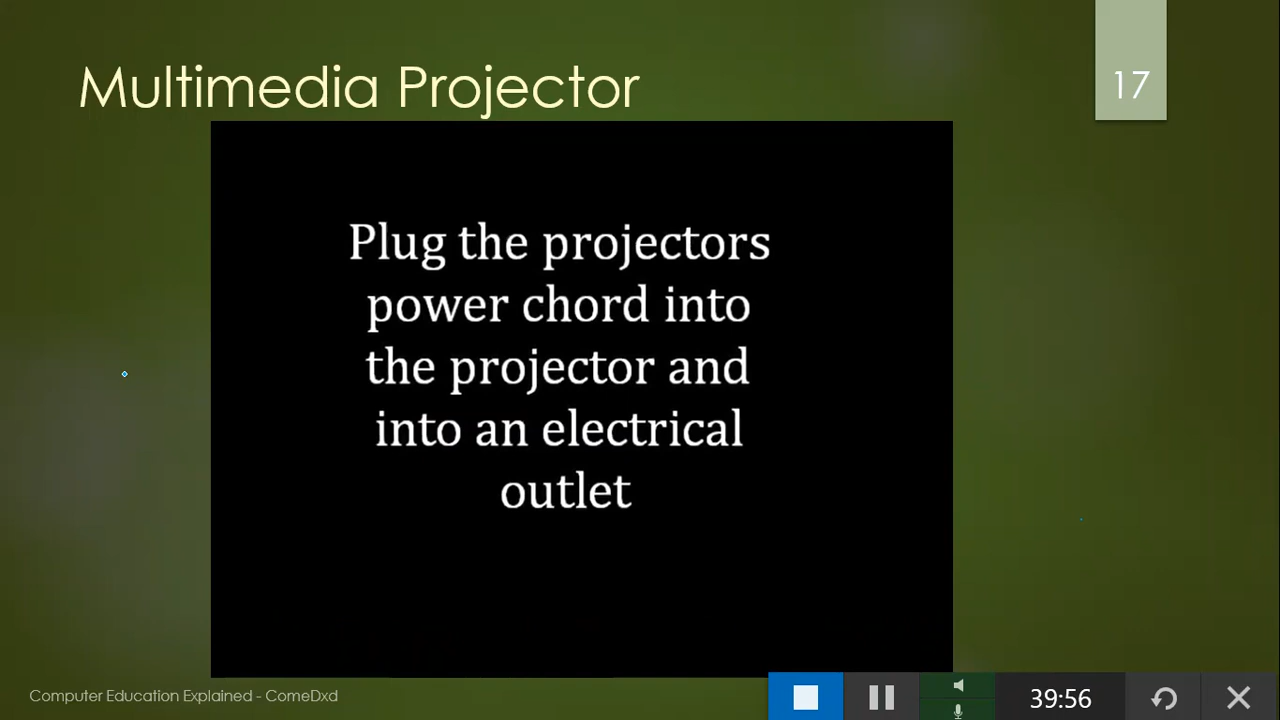 Multimedia Projector
17
Plug the projectors
power chord into
the projector and
into an electrical
outlet
Computer Education Explained - ComeDxd
39:56